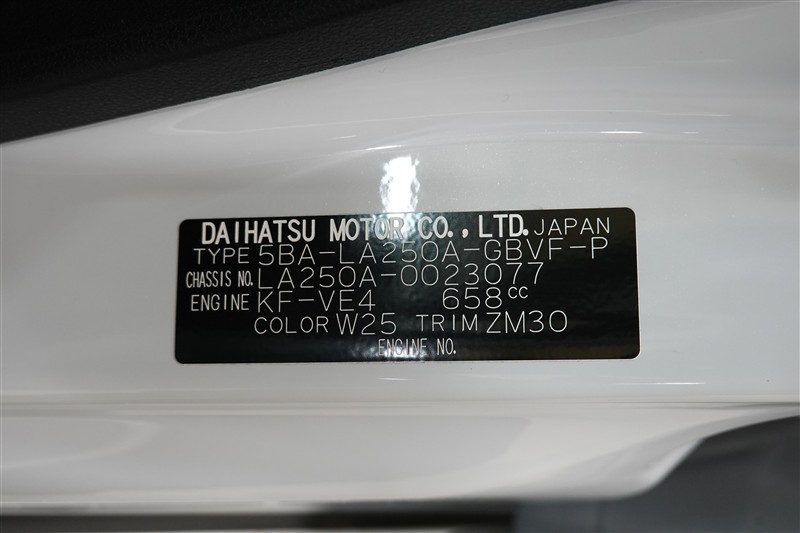 DAIHATSU MOTOR CO.,LTD. JAPAN
TYPE 5BA-LA250A-GBVF-P
CHASSIS NO. LA250A-0023077
ENGINE KF-VE4 658cc
COLOR W25 TRIM ZM30
ENGINE NO.